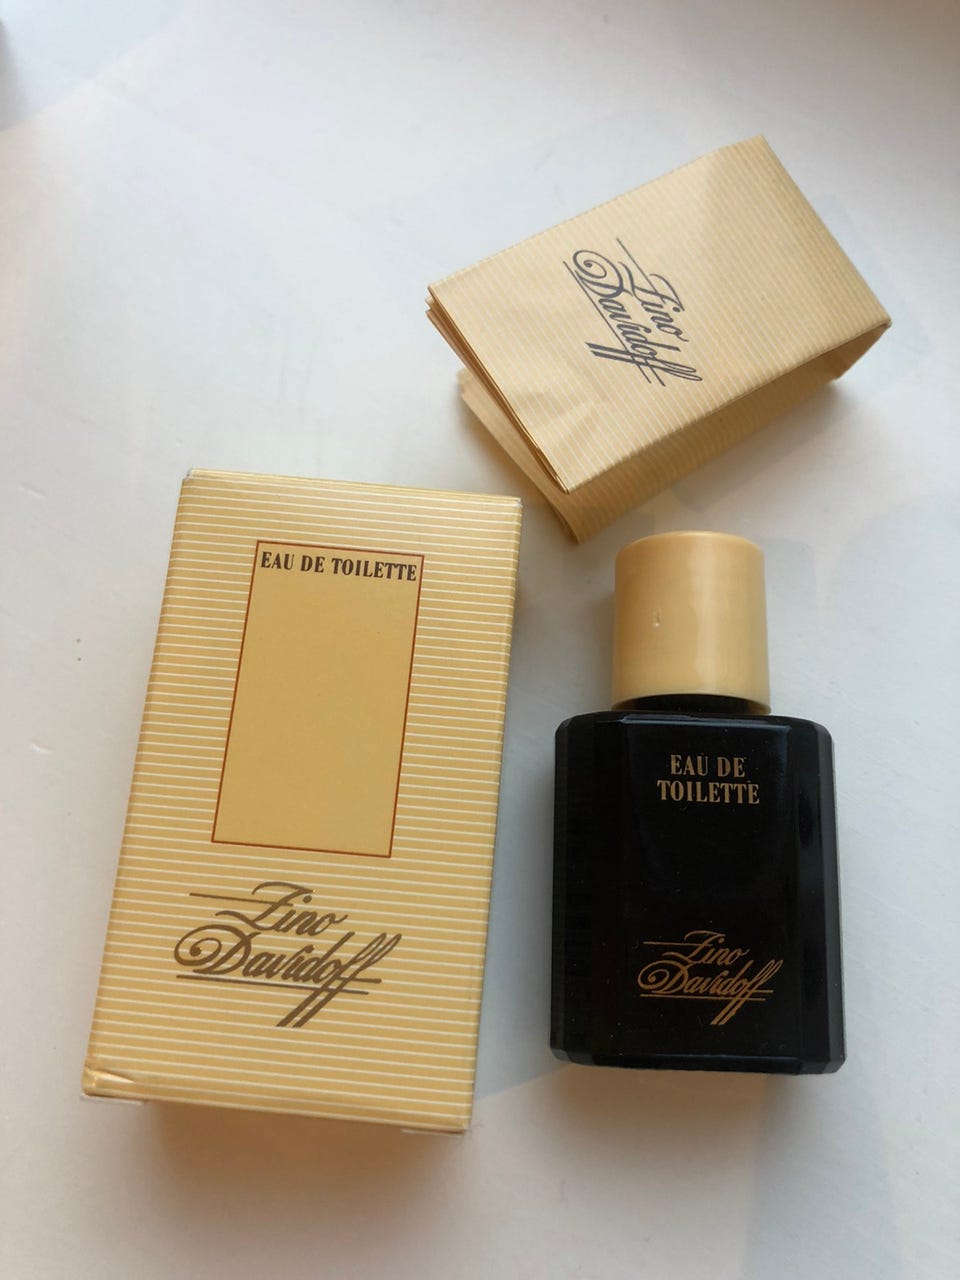 Zino
Davidoff
EAU DE TOILETTE
Zino
Davidoff
EAU DE
TOILETTE
Zino
Davidoff